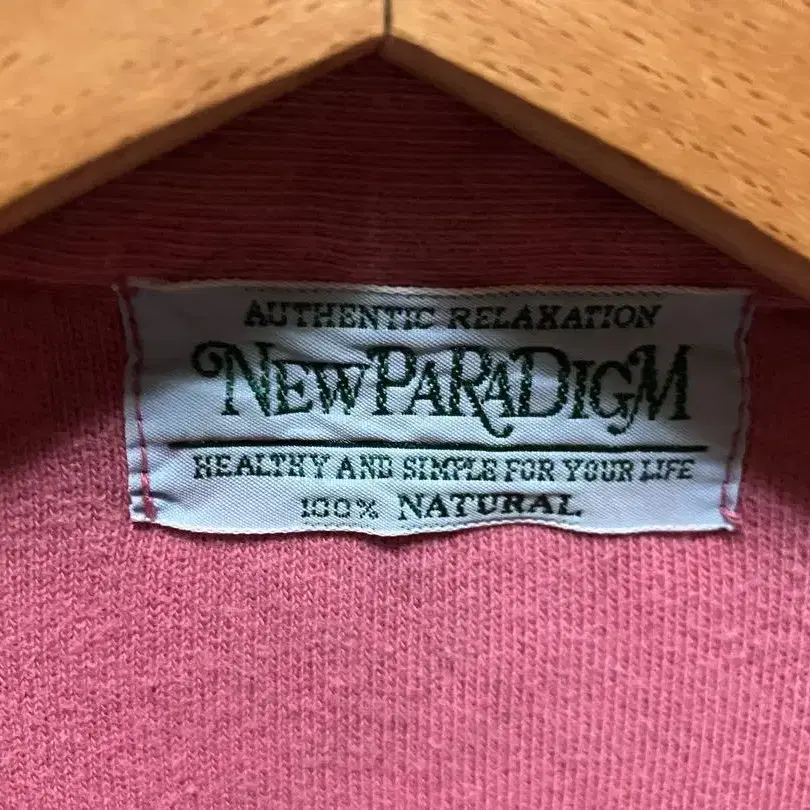 AUTHENTIC RELAXATION
NEWPARADIGM
HEALTHY AND SIMPLE FOR YOUR LIFE
100% NATURAL